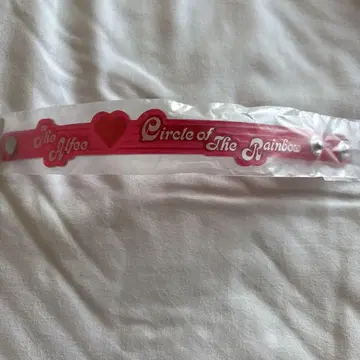 The
Alfee
Circle of
The Rainbow